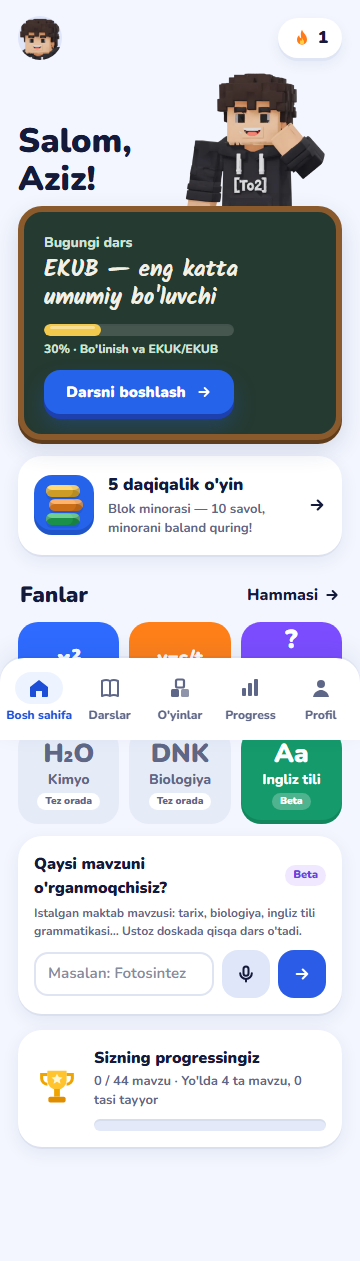 1
Salom,
Aziz!
[To2]
Bugungi dars
EKUB — eng katta
umumiy bo'luvchi
30% · Bo'linish va EKUK/EKUB
Darsni boshlash →
5 daqiqalik o'yin
Blok minorasi — 10 savol,
minorani baland quring!
→
Fanlar
Hammasi →
?
Bosh sahifa Darslar O'yinlar Progress Profil
H₂O DNK Aa
Kimyo Biologiya Ingliz tili
Tez orada Tez orada Beta
Qaysi mavzuni
o'rganmoqchisiz?
Beta
Istalgan maktab mavzusi: tarix, biologiya, ingliz tili
grammatikasi... Ustoz doskada qisqa dars o'tadi.
Masalan: Fotosintez
→
Sizning progressingiz
0 / 44 mavzu · Yo'lda 4 ta mavzu, 0
tasi tayyor